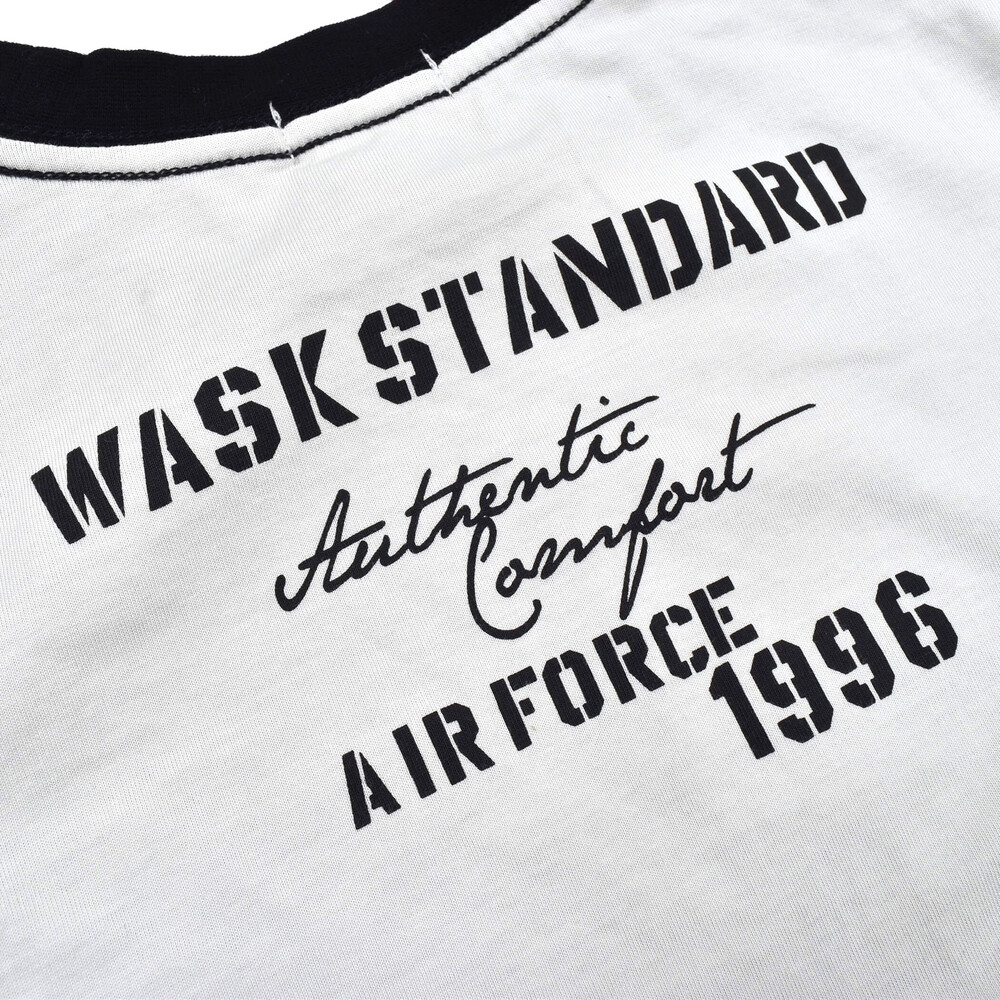 WASK STANDARD
Authentic
Comfort
AIR FORCE
1996